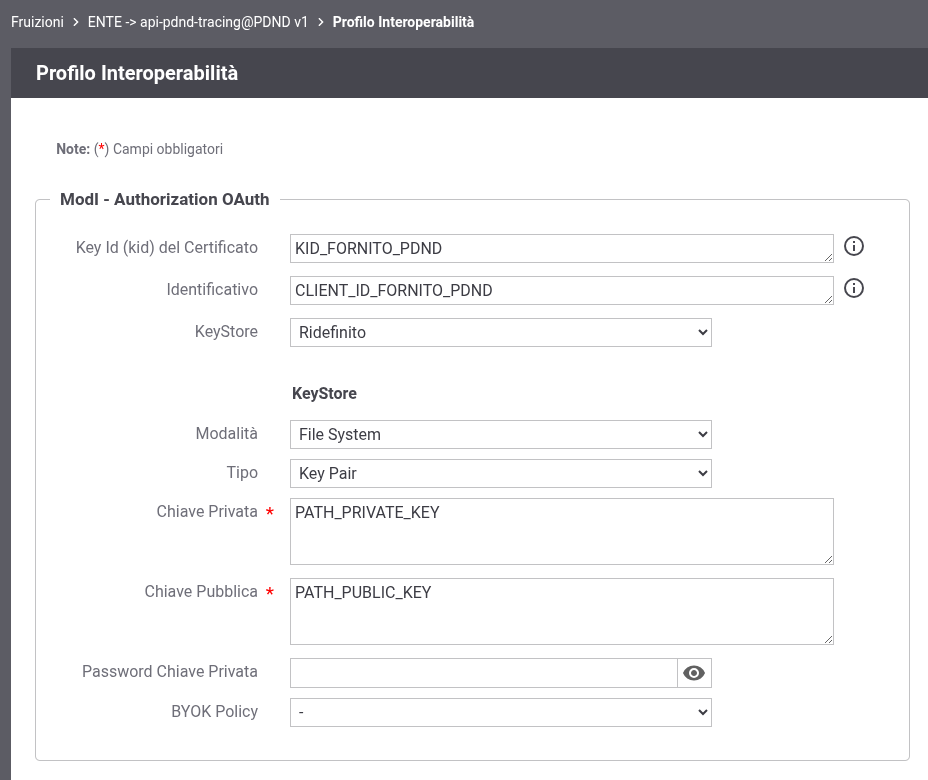 Fruizioni > ENTE -> api-pdnd-tracing@PDND v1 > Profilo Interoperabilità
Profilo Interoperabilità
Note: (*) Campi obbligatori
ModI - Authorization OAuth
Key Id (kid) del Certificato KID_FORNITO_PDND
Identificativo CLIENT_ID_FORNITO_PDND
KeyStore Ridefinito
KeyStore
Modalità File System
Tipo Key Pair
Chiave Privata * PATH_PRIVATE_KEY
Chiave Pubblica * PATH_PUBLIC_KEY
Password Chiave Privata
BYOK Policy -